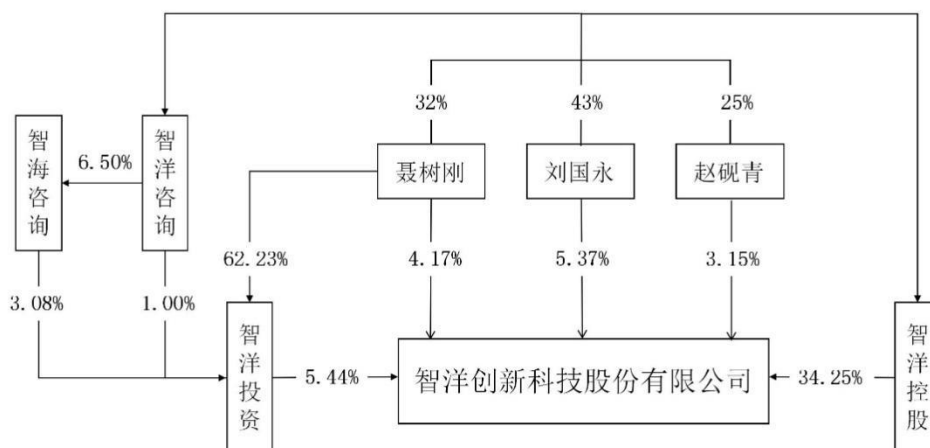 32%
43%
25%
智海咨询
6.50%
智洋咨询
聂树刚
刘国永
赵砚青
62.23%
4.17%
5.37%
3.15%
3.08%
1.00%
智洋投资
5.44%
智洋创新科技股份有限公司
34.25%
智洋控股